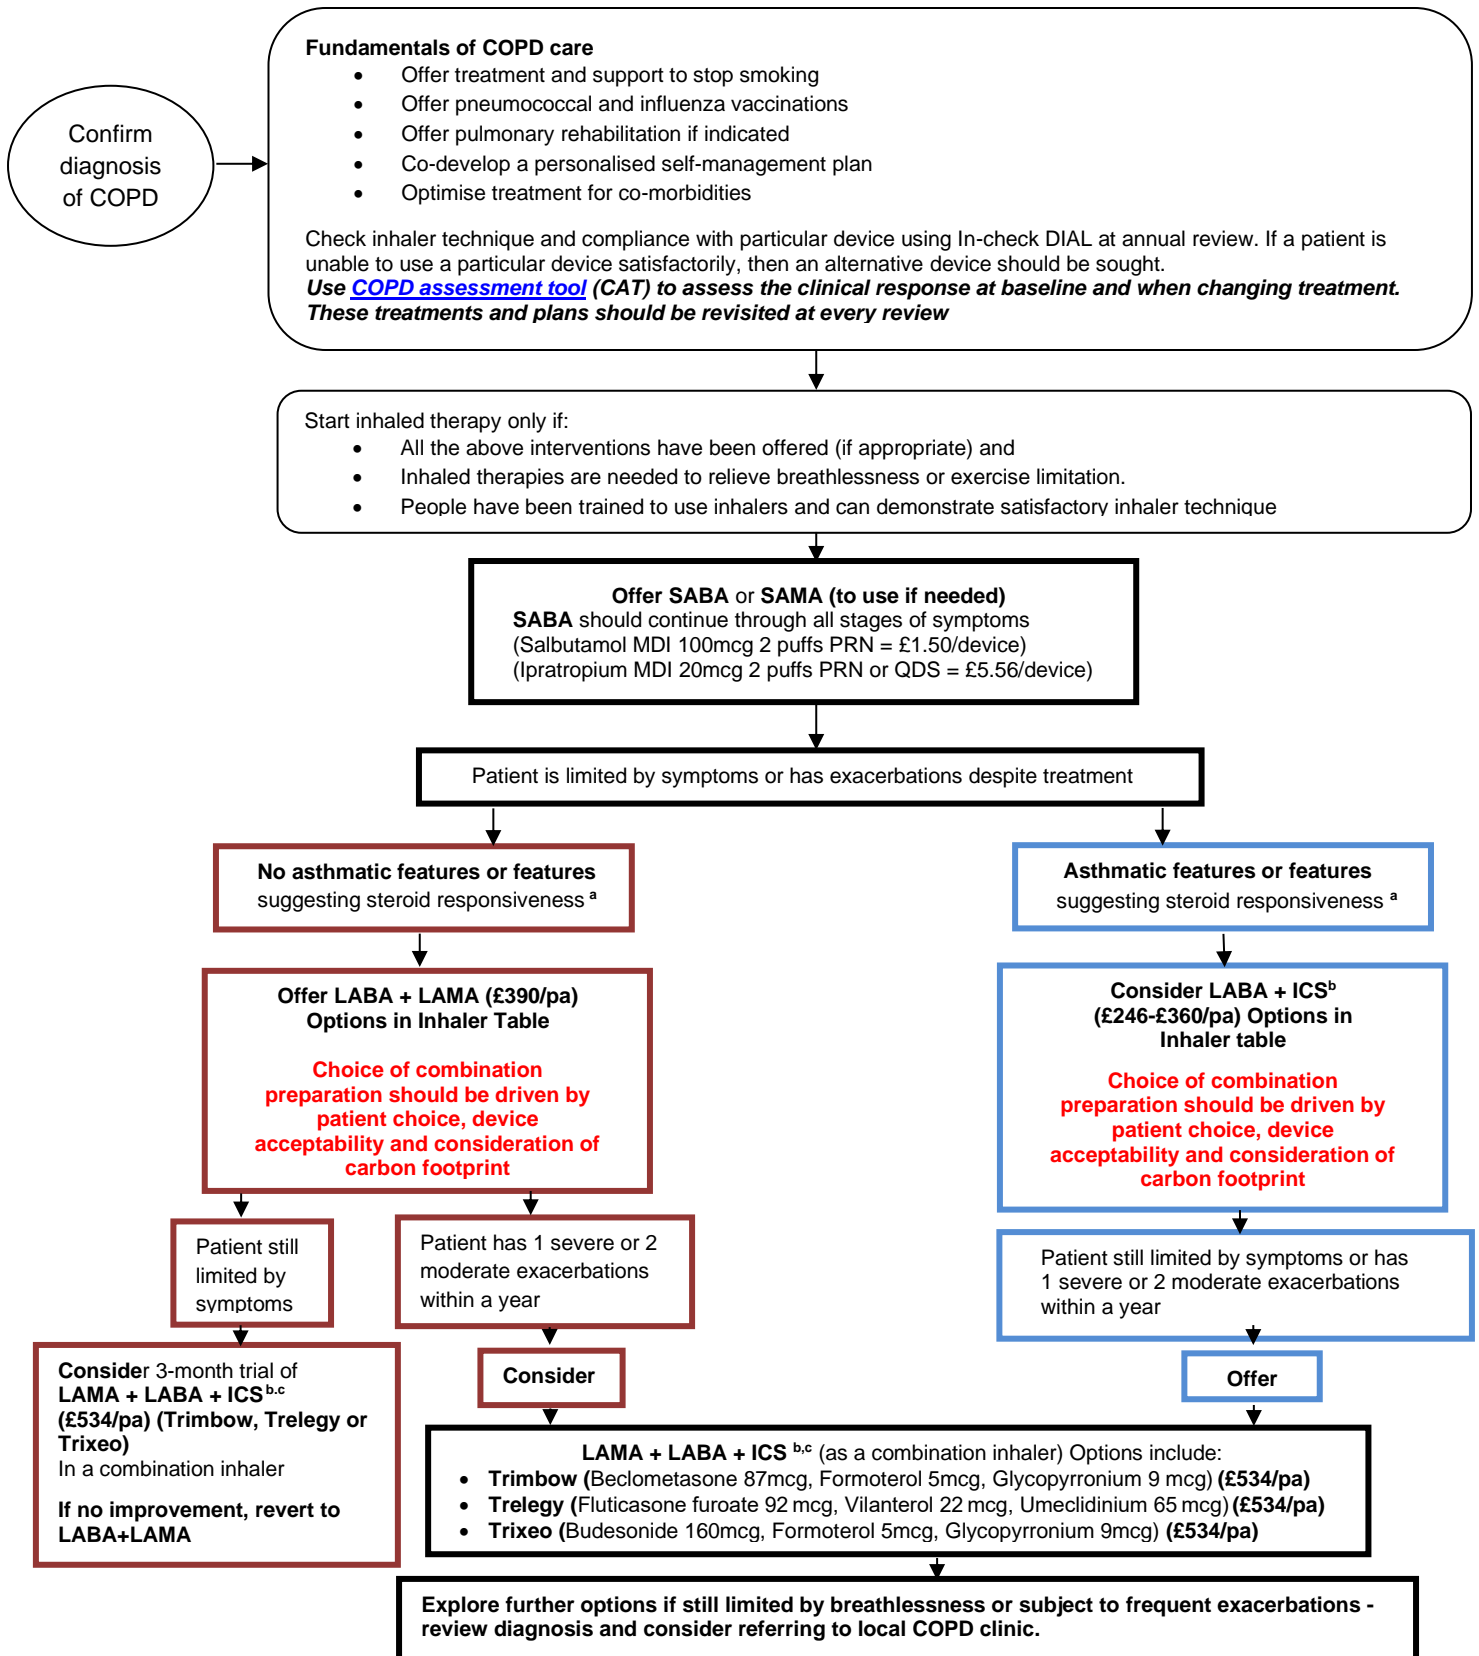 Fundamentals of COPD care
• Offer treatment and support to stop smoking
• Offer pneumococcal and influenza vaccinations
• Offer pulmonary rehabilitation if indicated
• Co-develop a personalised self-management plan
• Optimise treatment for co-morbidities
Check inhaler technique and compliance with particular device using In-check DIAL at annual review. If a patient is
unable to use a particular device satisfactorily, then an alternative device should be sought.
Use COPD assessment tool (CAT) to assess the clinical response at baseline and when changing treatment.
These treatments and plans should be revisited at every review
Confirm
diagnosis
of COPD
Start inhaled therapy only if:
• All the above interventions have been offered (if appropriate) and
• Inhaled therapies are needed to relieve breathlessness or exercise limitation.
• People have been trained to use inhalers and can demonstrate satisfactory inhaler technique
Offer SABA or SAMA (to use if needed)
SABA should continue through all stages of symptoms
(Salbutamol MDI 100mcg 2 puffs PRN = £1.50/device)
(Ipratropium MDI 20mcg 2 puffs PRN or QDS = £5.56/device)
Patient is limited by symptoms or has exacerbations despite treatment
No asthmatic features or features
suggesting steroid responsiveness a
Asthmatic features or features
suggesting steroid responsiveness a
Offer LABA + LAMA (£390/pa)
Options in Inhaler Table
Choice of combination
preparation should be driven by
patient choice, device
acceptability and consideration of
carbon footprint
Consider LABA + ICS b
(£246-£360/pa) Options in
Inhaler table
Choice of combination
preparation should be driven by
patient choice, device
acceptability and consideration of
carbon footprint
Patient still
limited by
symptoms
Patient has 1 severe or 2
moderate exacerbations
within a year
Patient still limited by symptoms or has
1 severe or 2 moderate exacerbations
within a year
Consider 3-month trial of
LAMA + LABA + ICS b.c
(£534/pa) (Trimbow, Trelegy or
Trixeo)
In a combination inhaler
If no improvement, revert to
LABA+LAMA
Consider
Offer
LAMA + LABA + ICS b,c (as a combination inhaler) Options include:
• Trimbow (Beclometasone 87mcg, Formoterol 5mcg, Glycopyrronium 9 mcg) (£534/pa)
• Trelegy (Fluticasone furoate 92 mcg, Vilanterol 22 mcg, Umeclidinium 65 mcg) (£534/pa)
• Trixeo (Budesonide 160mcg, Formoterol 5mcg, Glycopyrronium 9mcg) (£534/pa)
Explore further options if still limited by breathlessness or subject to frequent exacerbations -
review diagnosis and consider referring to local COPD clinic.